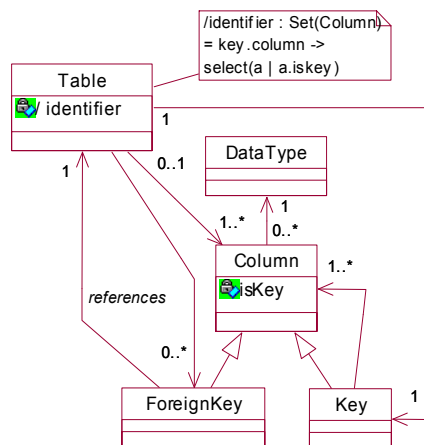 /identifier : Set(Column)
= key.column ->
select(a | a.iskey)
Table
/ identifier
1
1
0..1
DataType
1
1..*
0..*
Column
isKey
1..*
references
0..*
ForeignKey
Key
1